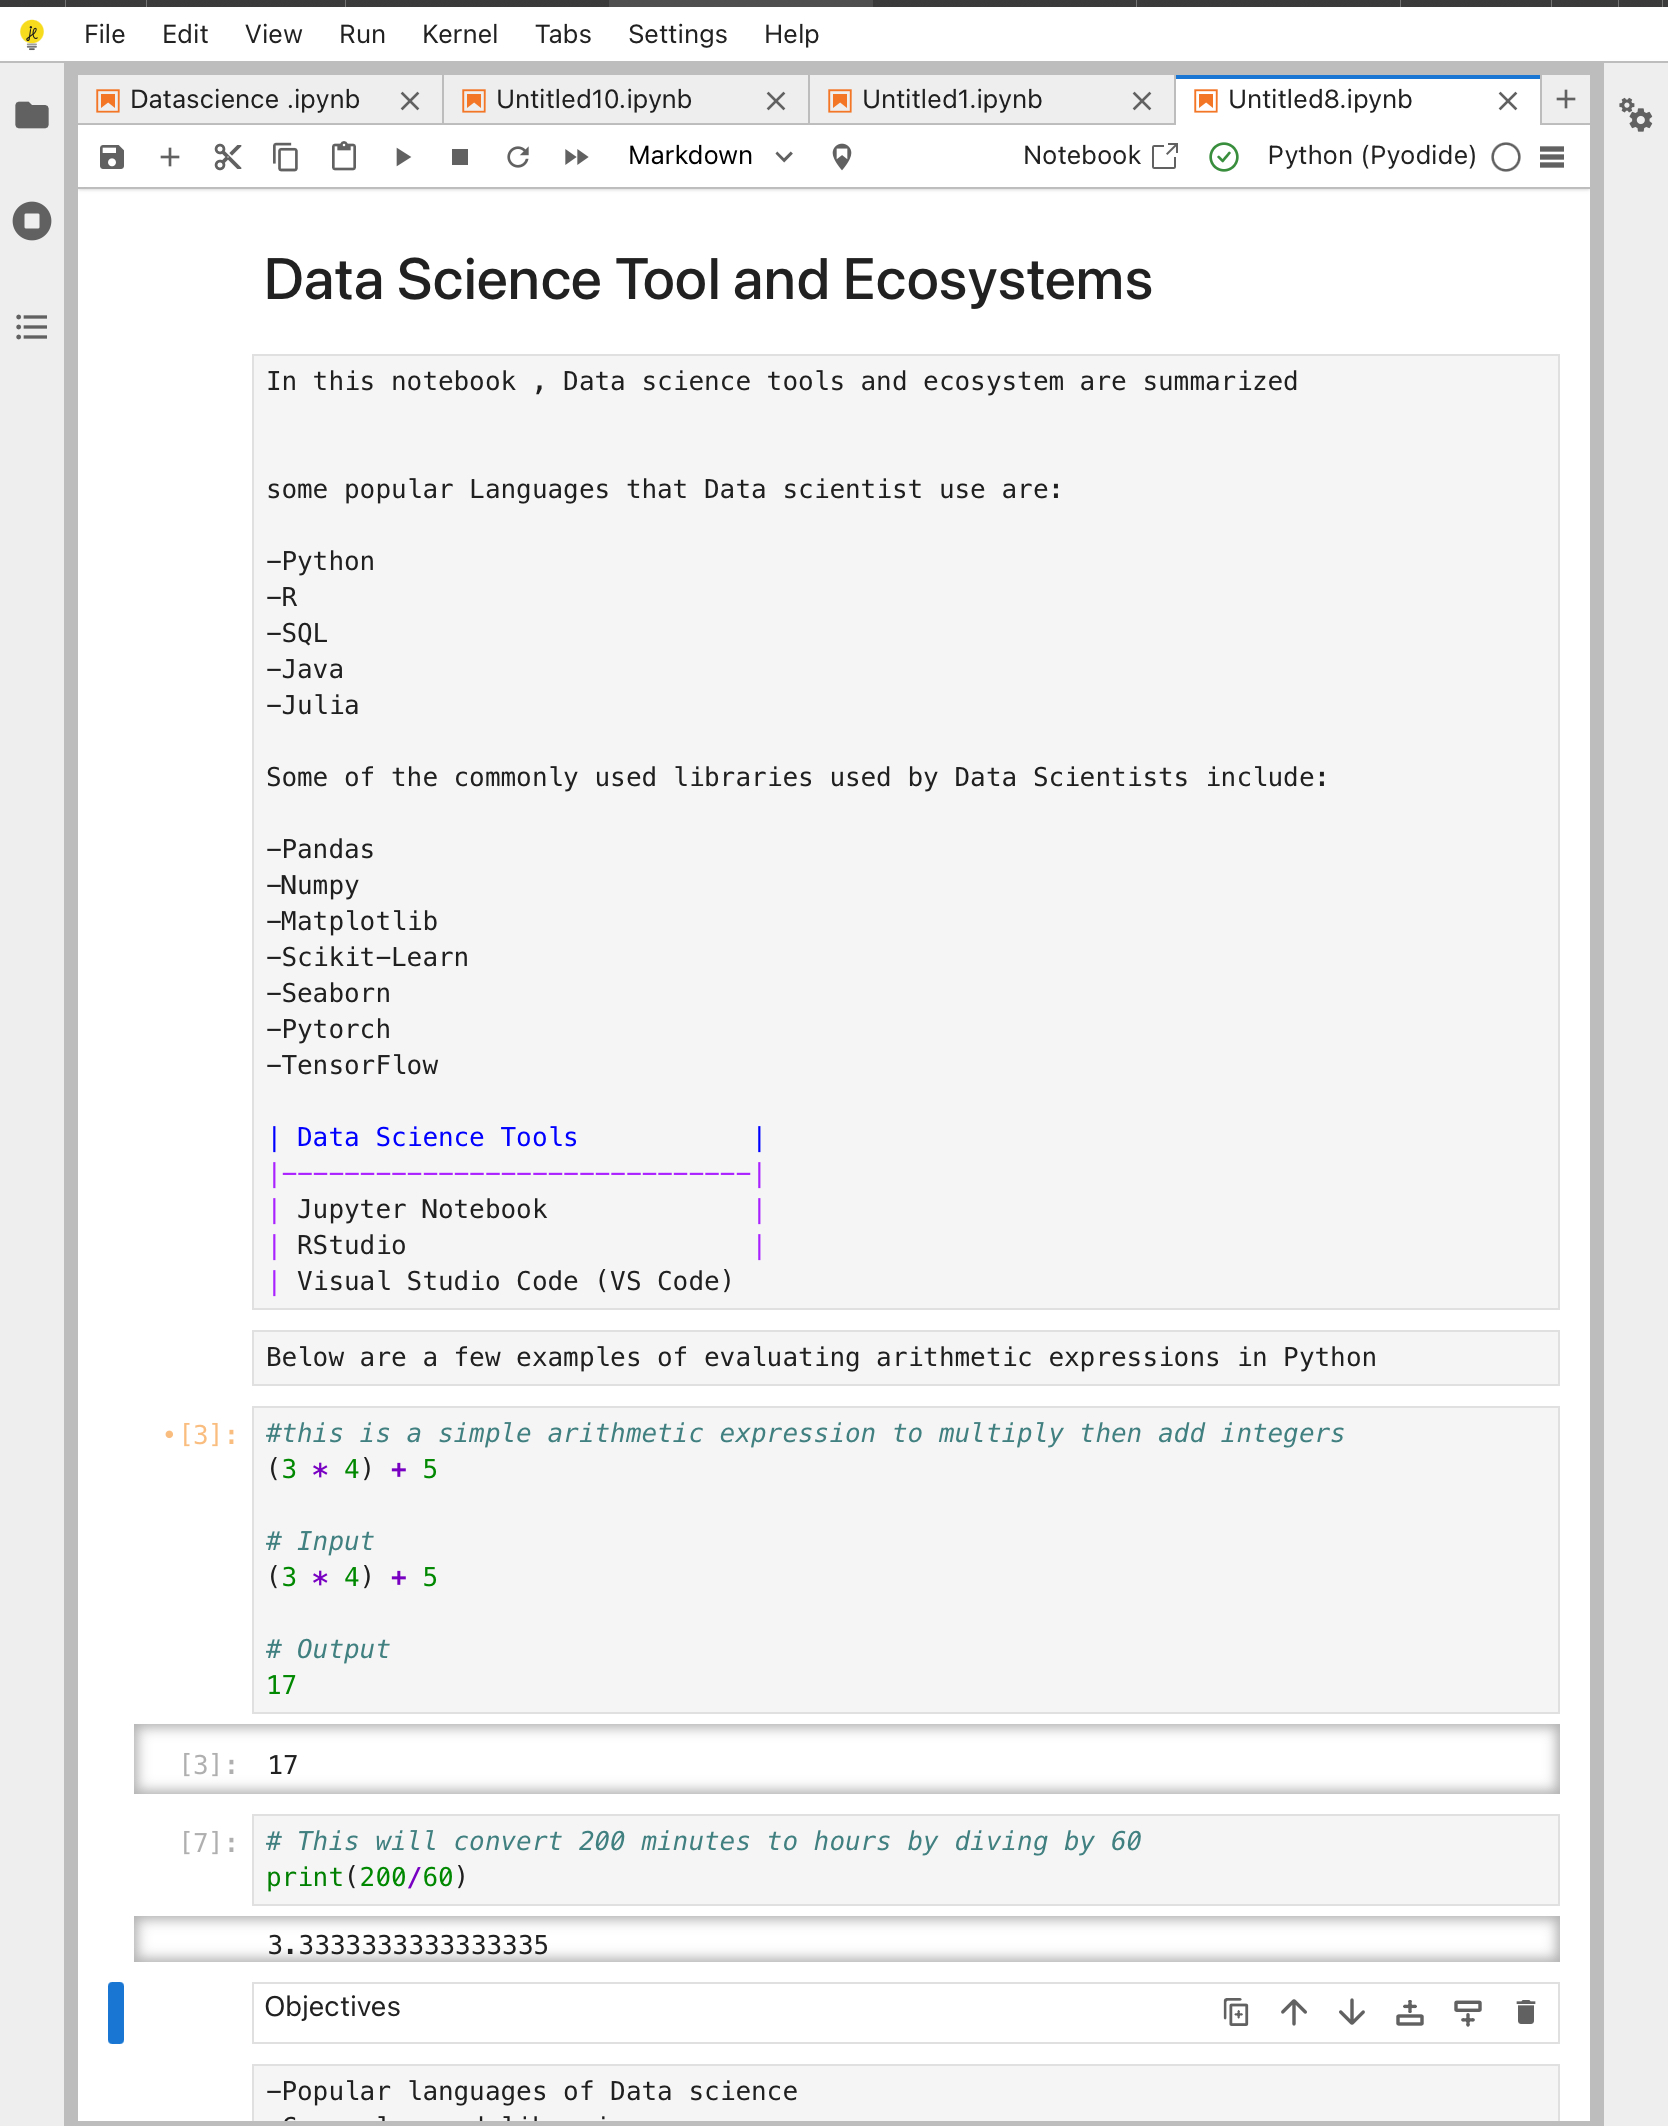 File Edit View Run Kernel Tabs Settings Help
Datascience .ipynb Untitled10.ipynb Untitled1.ipynb Untitled8.ipynb
Markdown Notebook Python (Pyodide)
Data Science Tool and Ecosystems
In this notebook , Data science tools and ecosystem are summarized
some popular Languages that Data scientist use are:
-Python
-R
-SQL
-Java
-Julia
Some of the commonly used libraries used by Data Scientists include:
-Pandas
-Numpy
-Matplotlib
-Scikit-Learn
-Seaborn
-Pytorch
-TensorFlow
| Data Science Tools |
|------------------------------|
| Jupyter Notebook |
| RStudio |
| Visual Studio Code (VS Code)
Below are a few examples of evaluating arithmetic expressions in Python
•[3]: #this is a simple arithmetic expression to multiply then add integers
(3 * 4) + 5
# Input
(3 * 4) + 5
# Output
17
[3]: 17
[7]: # This will convert 200 minutes to hours by diving by 60
print(200/60)
3.3333333333333335
Objectives
-Popular languages of Data science